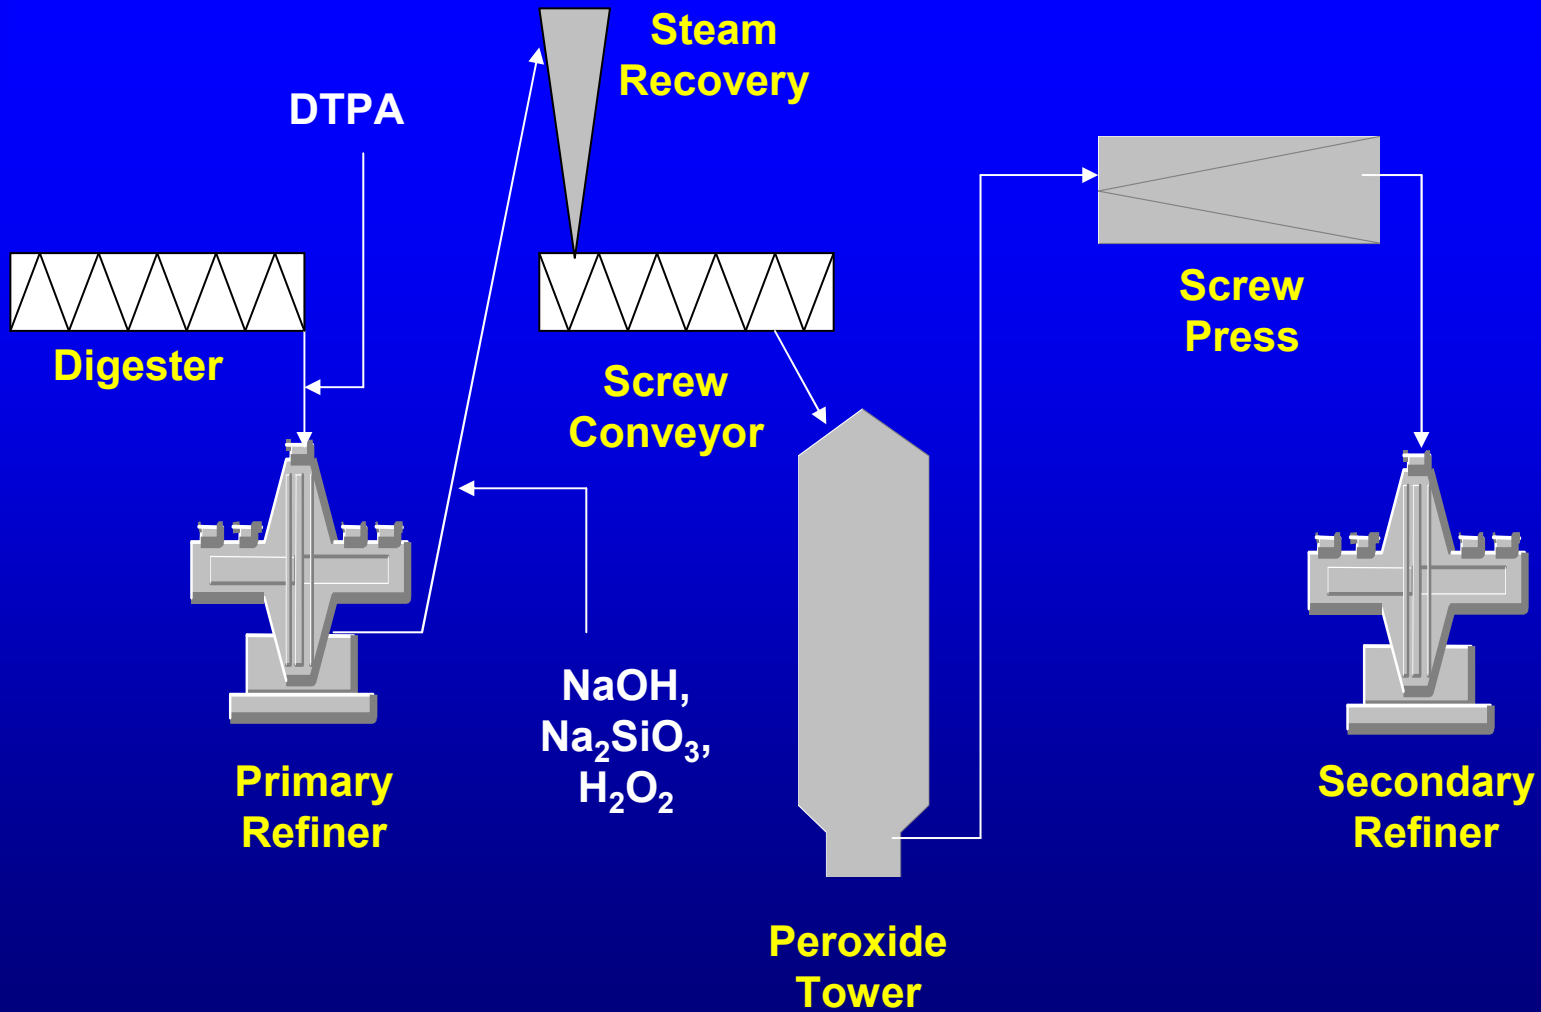 Steam
Recovery
DTPA
Digester
Screw
Conveyor
Screw
Press
NaOH,
Na₂SiO₃,
H₂O₂
Primary
Refiner
Secondary
Refiner
Peroxide
Tower